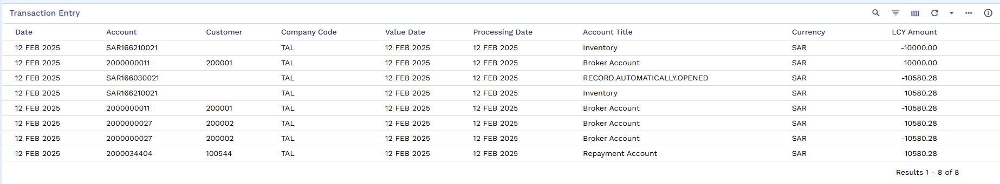 Transaction Entry
Date Account Customer Company Code Value Date Processing Date Account Title Currency LCY Amount
12 FEB 2025 SAR166210021 TAL 12 FEB 2025 12 FEB 2025 Inventory SAR -10000.00
12 FEB 2025 2000000011 200001 TAL 12 FEB 2025 12 FEB 2025 Broker Account SAR 10000.00
12 FEB 2025 SAR166030021 TAL 12 FEB 2025 12 FEB 2025 RECORD.AUTOMATICALLY.OPENED SAR -10580.28
12 FEB 2025 SAR166210021 TAL 12 FEB 2025 12 FEB 2025 Inventory SAR 10580.28
12 FEB 2025 2000000011 200001 TAL 12 FEB 2025 12 FEB 2025 Broker Account SAR -10580.28
12 FEB 2025 2000000027 200002 TAL 12 FEB 2025 12 FEB 2025 Broker Account SAR 10580.28
12 FEB 2025 2000000027 200002 TAL 12 FEB 2025 12 FEB 2025 Broker Account SAR -10580.28
12 FEB 2025 2000034404 100544 TAL 12 FEB 2025 12 FEB 2025 Repayment Account SAR 10580.28
Results 1 - 8 of 8